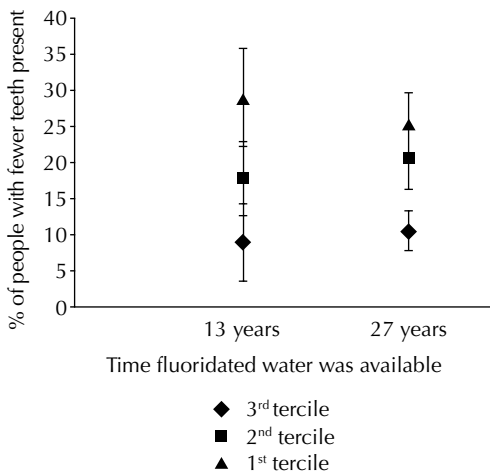 % of people with fewer teeth present
40
35
30
25
20
15
10
5
0
13 years
27 years
Time fluoridated water was available
3rd tercile
2nd tercile
1st tercile